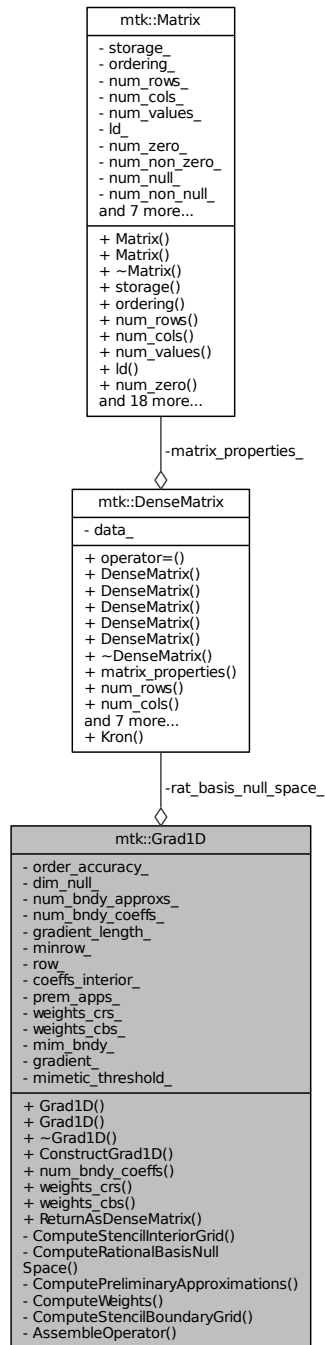 mtk::Matrix
- storage_
- ordering_
- num_rows_
- num_cols_
- num_values_
- ld_
- num_zero_
- num_non_zero_
- num_null_
- num_non_null_
and 7 more...
+ Matrix()
+ Matrix()
+ ~Matrix()
+ storage()
+ ordering()
+ num_rows()
+ num_cols()
+ num_values()
+ ld()
+ num_zero()
and 18 more...
-matrix_properties_
mtk::DenseMatrix
- data_
+ operator=()
+ DenseMatrix()
+ DenseMatrix()
+ DenseMatrix()
+ DenseMatrix()
+ DenseMatrix()
+ ~DenseMatrix()
+ matrix_properties()
+ num_rows()
+ num_cols()
and 7 more...
+ Kron()
-rat_basis_null_space_
mtk::Grad1D
- order_accuracy_
- dim_null_
- num_bndy_approxs_
- num_bndy_coeffs_
- gradient_length_
- minrow_
- row_
- coeffs_interior_
- prem_apps_
- weights_crs_
- weights_cbs_
- mim_bndy_
- gradient_
- mimetic_threshold_
+ Grad1D()
+ Grad1D()
+ ~Grad1D()
+ ConstructGrad1D()
+ num_bndy_coeffs()
+ weights_crs()
+ weights_cbs()
+ ReturnAsDenseMatrix()
- ComputeStencilInteriorGrid()
- ComputeRationalBasisNull
Space()
- ComputePreliminaryApproximations()
- ComputeWeights()
- ComputeStencilBoundaryGrid()
- AssembleOperator()